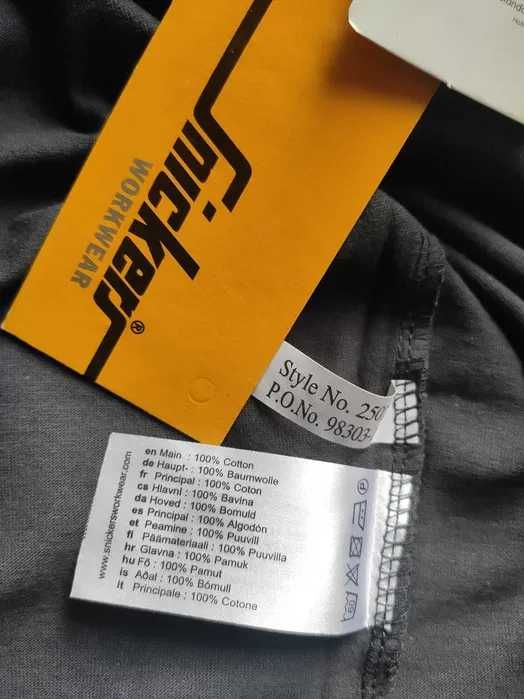 Snickers®
WORKWEAR
Style No. 250
P.O.No. 98303-
www.snickersworkwear.com
en Main : 100% Cotton
de Haupt- : 100% Baumwolle
fr Principal : 100% Coton
cs Hlavní : 100% Bavina
da Hoved : 100% Bomuld
es Principal : 100% Algodón
et Peamine : 100% Puuvill
fi Päämateriaali : 100% Puuvilla
hr Glavna : 100% Pamuk
hu Fő : 100% Pamut
is Aðal : 100% Bómull
it Principale : 100% Cotone
60
P